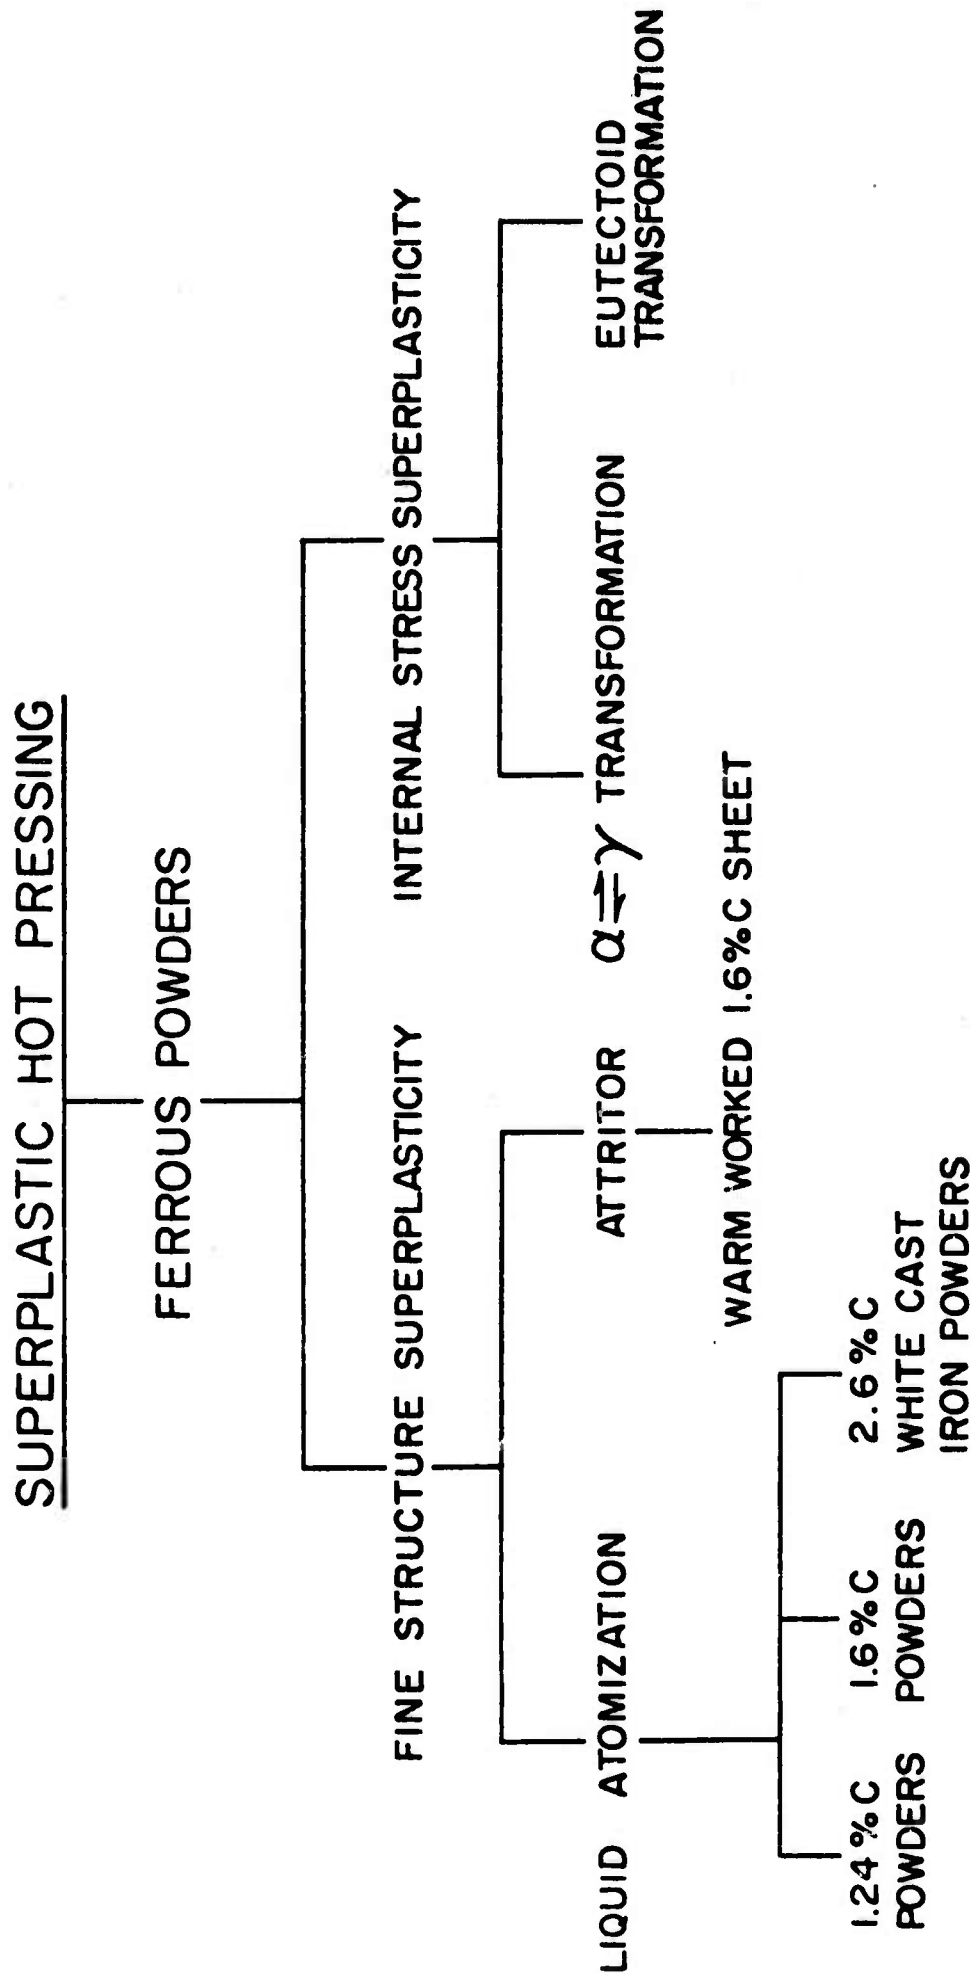 SUPERPLASTIC HOT PRESSING
FERROUS POWDERS
FINE STRUCTURE SUPERPLASTICITY
INTERNAL STRESS SUPERPLASTICITY
LIQUID ATOMIZATION
ATTRITOR
α⇌γ TRANSFORMATION
EUTECTOID
TRANSFORMATION
WARM WORKED 1.6%C SHEET
1.24%C
POWDERS
1.6%C
POWDERS
2.6%C
WHITE CAST
IRON POWDERS